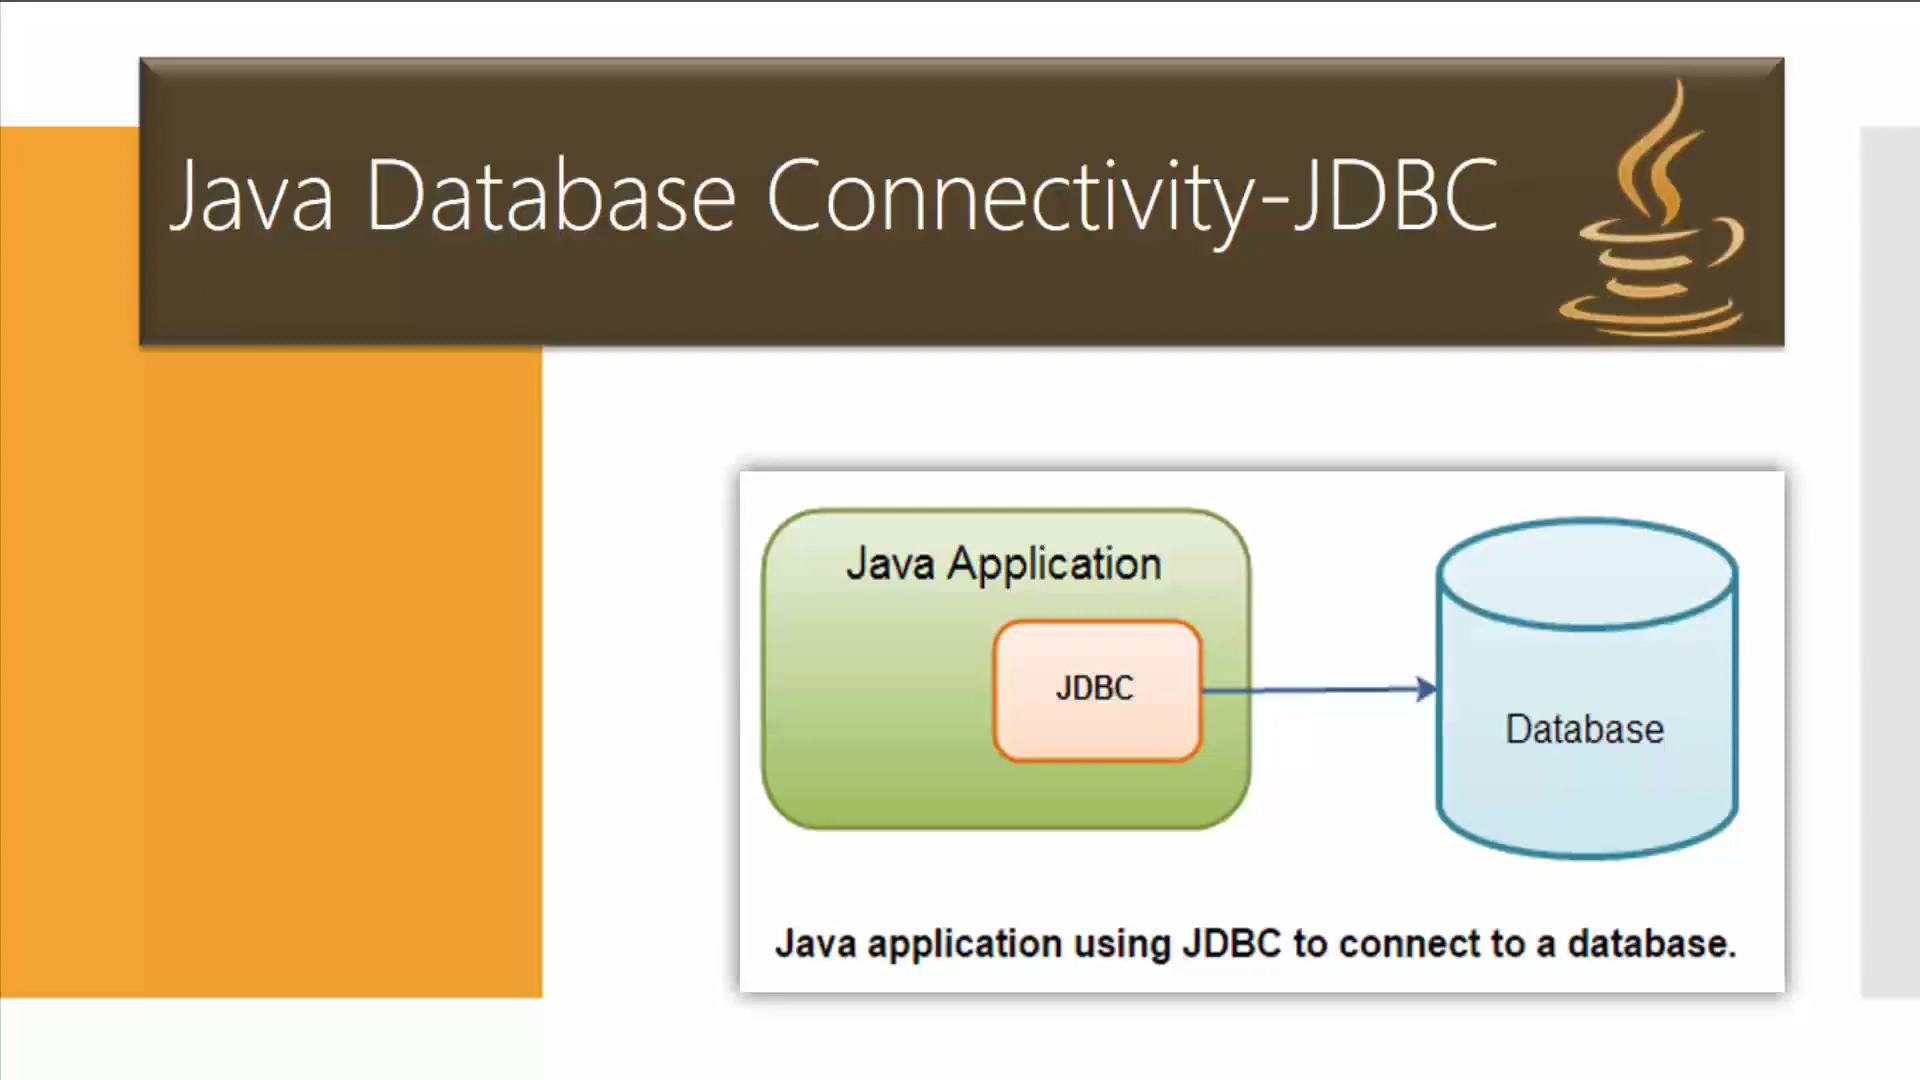 Java Database Connectivity-JDBC
Java Application
JDBC
Database
Java application using JDBC to connect to a database.